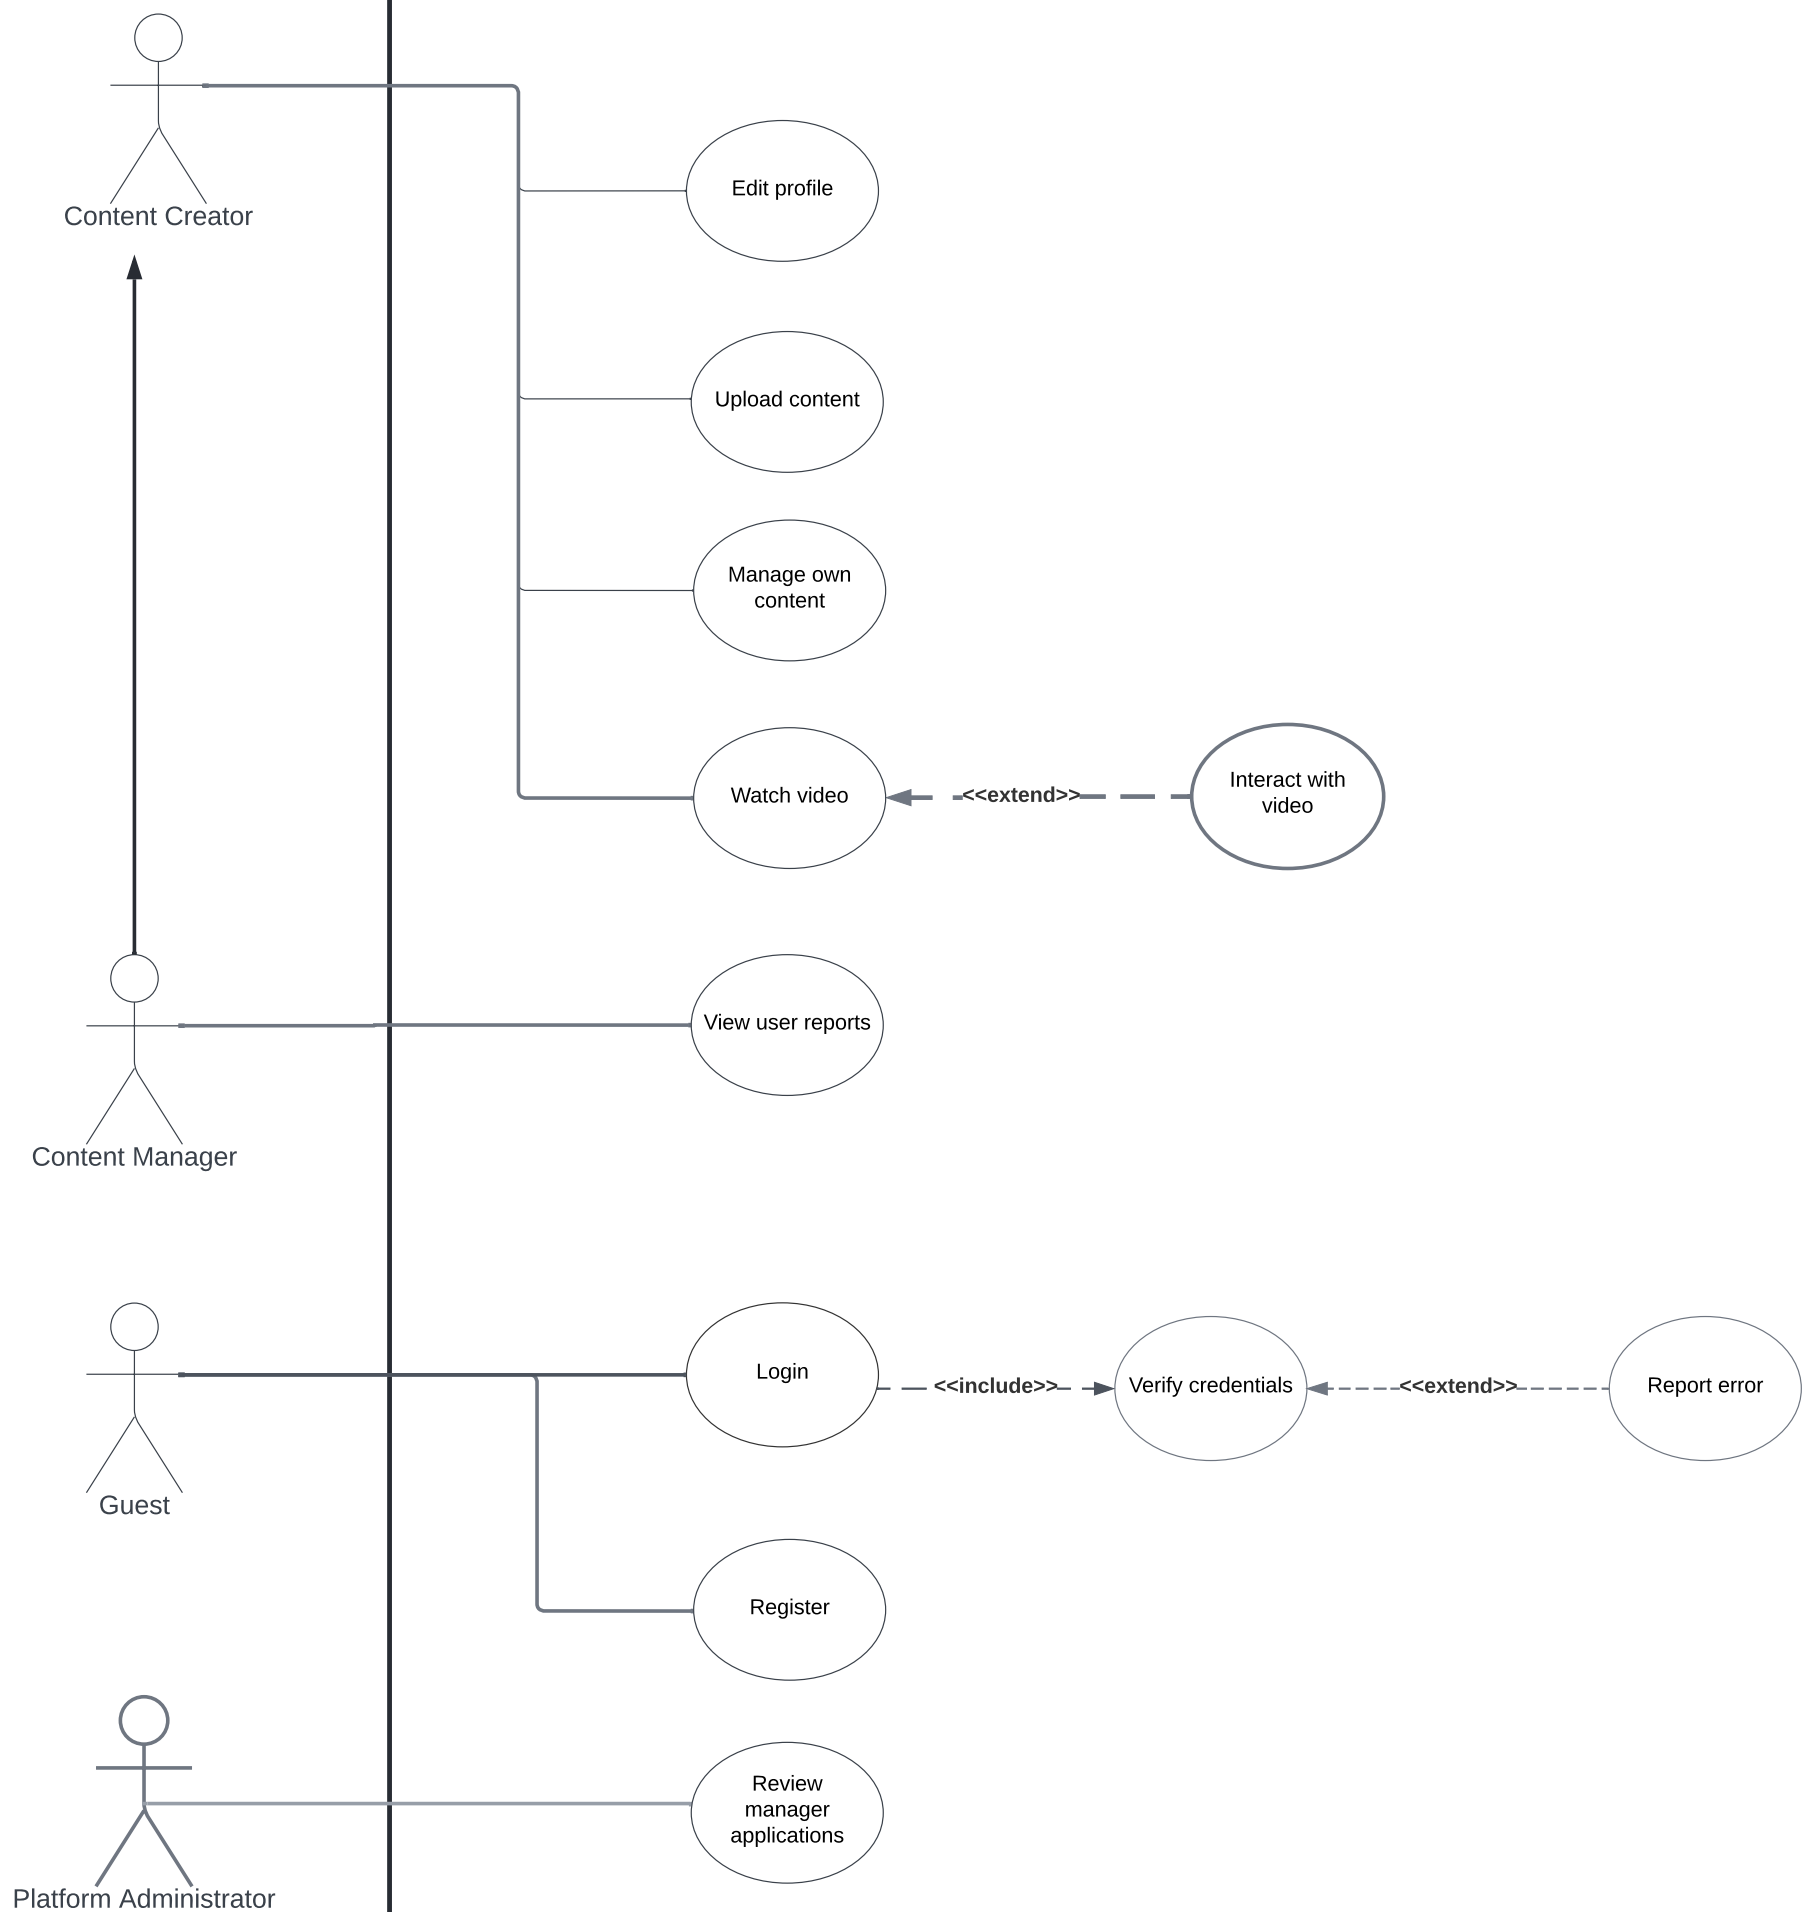 Content Creator
Edit profile
Upload content
Manage own
content
Watch video
<<extend>>
Interact with
video
View user reports
Content Manager
Login
<<include>>
Verify credentials
<<extend>>
Report error
Guest
Register
Review
manager
applications
Platform Administrator